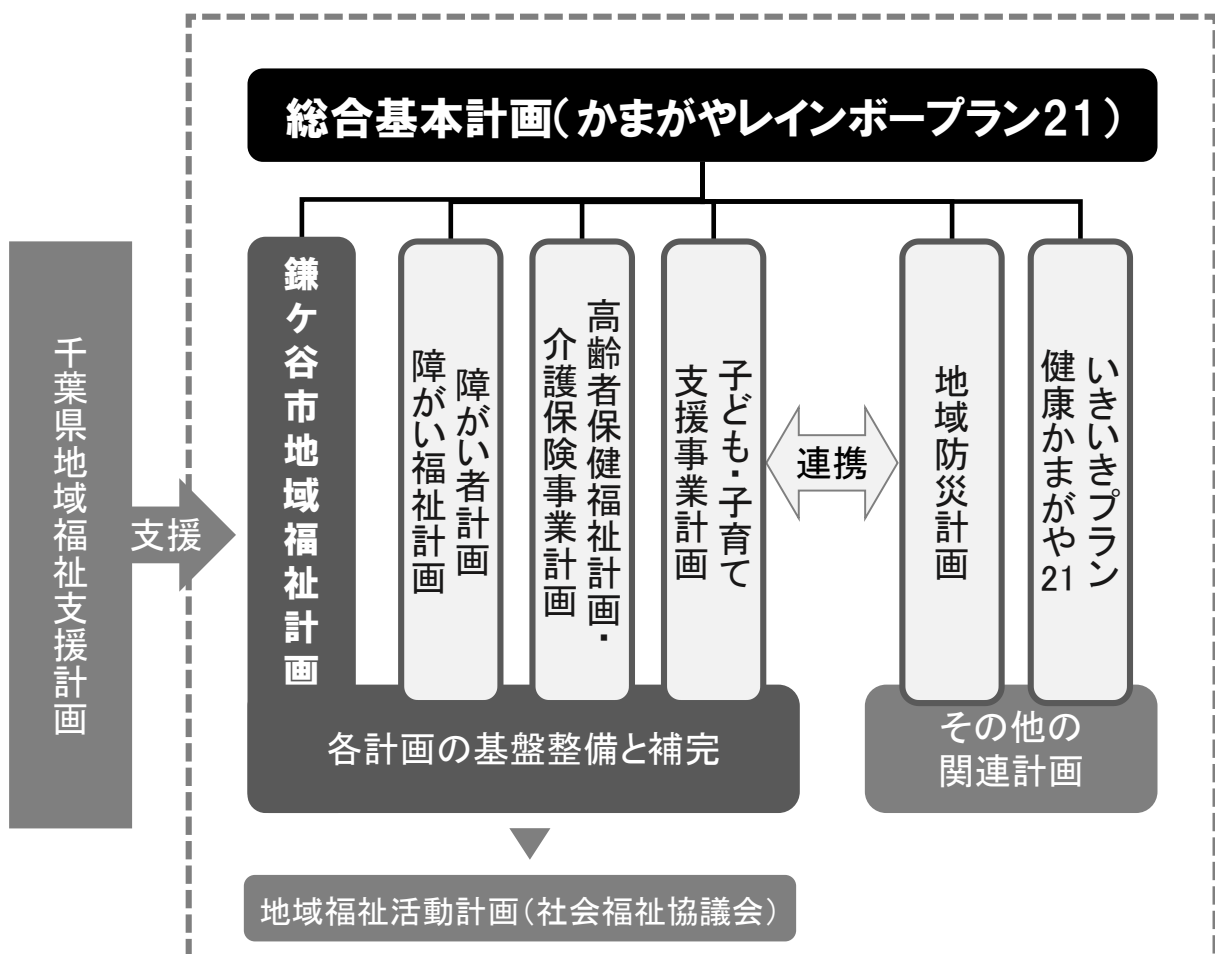 総合基本計画（かまがやレインボープラン21）
千葉県地域福祉支援計画
支援
鎌ケ谷市地域福祉計画
障がい者計画
障がい福祉計画
高齢者保健福祉計画・
介護保険事業計画
子ども・子育て
支援事業計画
連携
地域防災計画
いきいきプラン
健康かまがや21
各計画の基盤整備と補完
その他の
関連計画
地域福祉活動計画（社会福祉協議会）